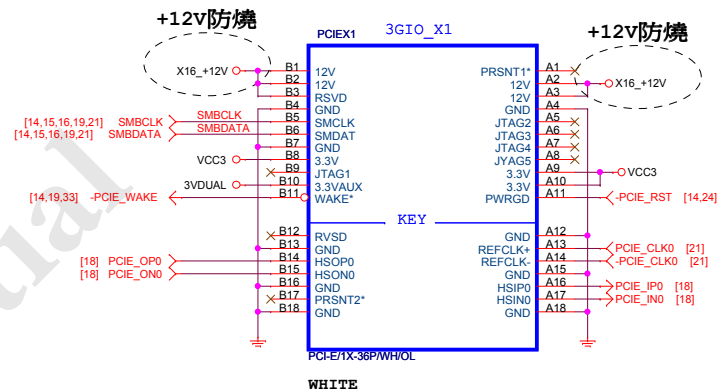 +12V防燒
PCIEX1
3GIO_X1
+12V防燒
X16_+12V
B1
12V
B2
12V
B3
RSVD
B4
GND
[14,15,16,19,21]
SMBCLK
SMBCLK
B5
SMCLK
[14,15,16,19,21]
SMBDATA
SMBDATA
B6
SMDAT
B7
GND
VCC3
B8
3.3V
B9
JTAG1
3VDUAL
B10
3.3VAUX
[14,19,33]
-PCIE_WAKE
B11
WAKE*
KEY
B12
RVSD
B13
GND
[18]
PCIE_OP0
B14
HSOP0
[18]
PCIE_ON0
B15
HSON0
B16
GND
B17
PRSNT2*
B18
GND
PRSNT1*
A1
12V
A2
X16_+12V
12V
A3
GND
A4
JTAG2
A5
JTAG3
A6
JTAG4
A7
JYAG5
A8
3.3V
A9
VCC3
3.3V
A10
PWRGD
A11
-PCIE_RST
[14,24]
GND
A12
REFCLK+
A13
PCIE_CLK0
[21]
REFCLK-
A14
-PCIE_CLK0
[21]
GND
A15
HSIP0
A16
PCIE_IP0
[18]
HSIN0
A17
PCIE_IN0
[18]
GND
A18
PCI-E/1X-36P/WH/OL
WHITE